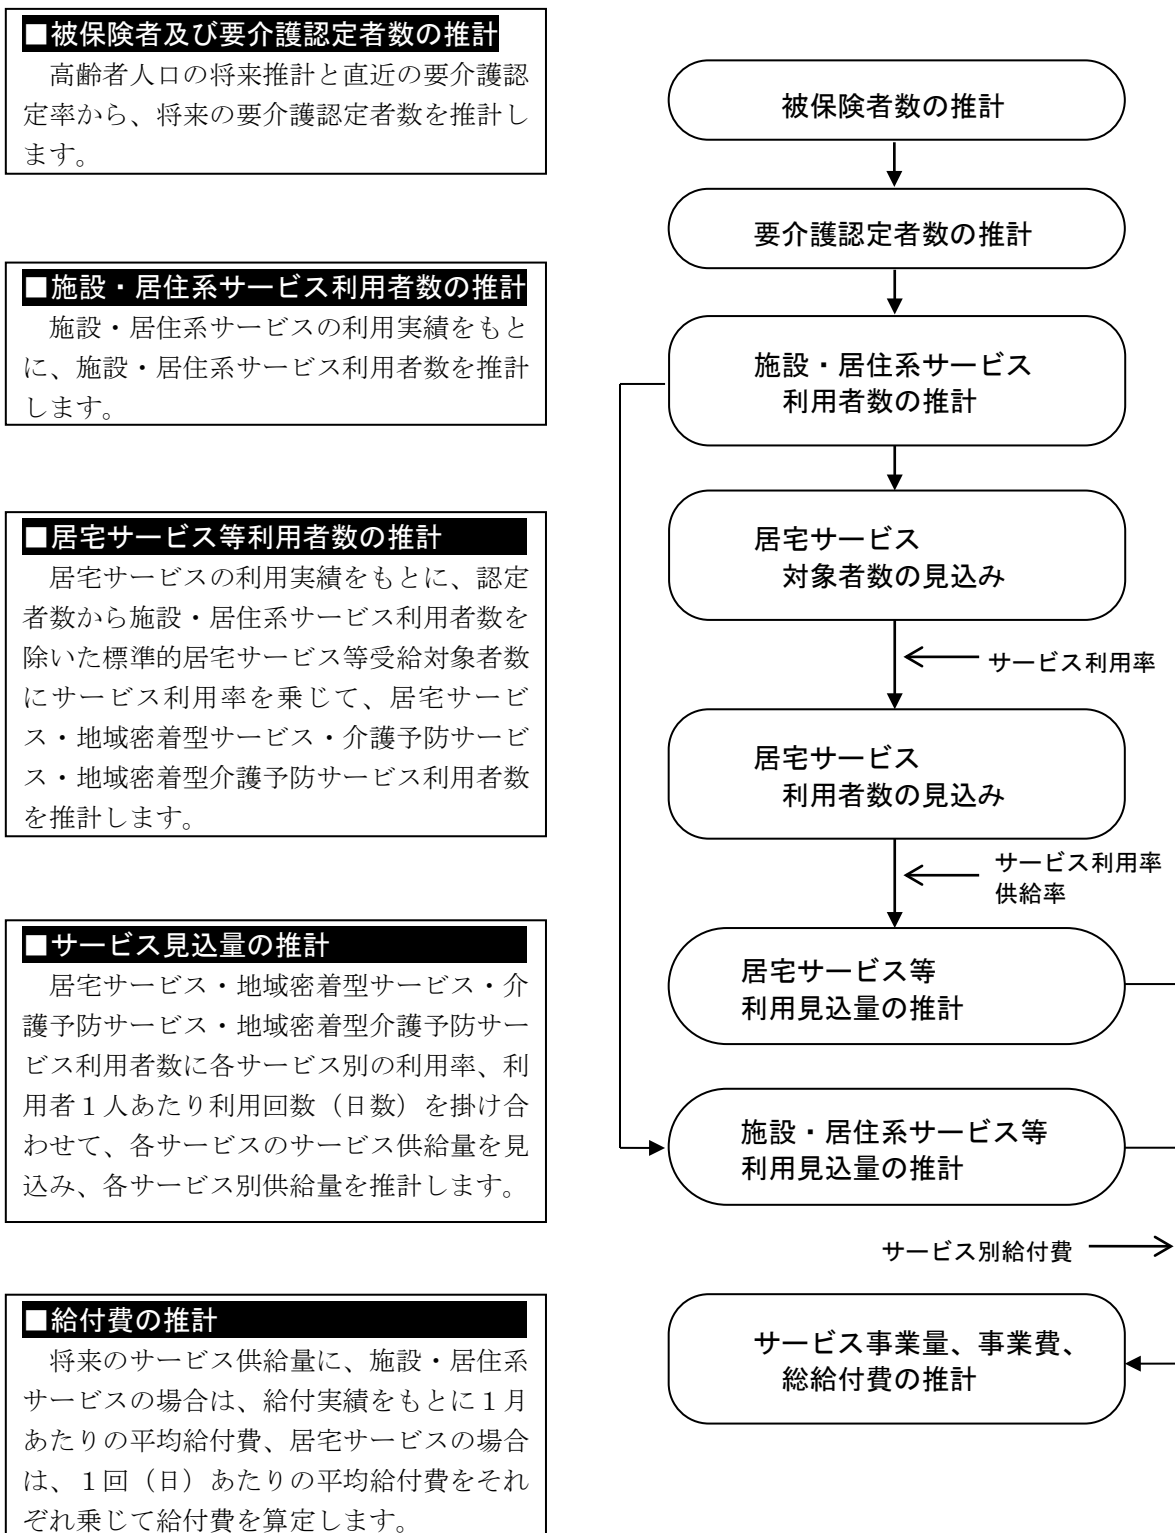 ■被保険者及び要介護認定者数の推計
高齢者人口の将来推計と直近の要介護認
定率から、将来の要介護認定者数を推計し
ます。
■施設・居住系サービス利用者数の推計
施設・居住系サービスの利用実績をもと
に、施設・居住系サービス利用者数を推計
します。
■居宅サービス等利用者数の推計
居宅サービスの利用実績をもとに、認定
者数から施設・居住系サービス利用者数を
除いた標準的居宅サービス等受給対象者数
にサービス利用率を乗じて、居宅サービ
ス・地域密着型サービス・介護予防サービ
ス・地域密着型介護予防サービス利用者数
を推計します。
■サービス見込量の推計
居宅サービス・地域密着型サービス・介
護予防サービス・地域密着型介護予防サー
ビス利用者数に各サービス別の利用率、利
用者1人あたり利用回数（日数）を掛け合
わせて、各サービスのサービス供給量を見
込み、各サービス別供給量を推計します。
■給付費の推計
将来のサービス供給量に、施設・居住系
サービスの場合は、給付実績をもとに1月
あたりの平均給付費、居宅サービスの場合
は、1回（日）あたりの平均給付費をそれ
ぞれ乗じて給付費を算定します。
被保険者数の推計
要介護認定者数の推計
施設・居住系サービス
利用者数の推計
居宅サービス
対象者数の見込み
サービス利用率
居宅サービス
利用者数の見込み
サービス利用率
供給率
居宅サービス等
利用見込量の推計
施設・居住系サービス等
利用見込量の推計
サービス別給付費
サービス事業量、事業費、
総給付費の推計